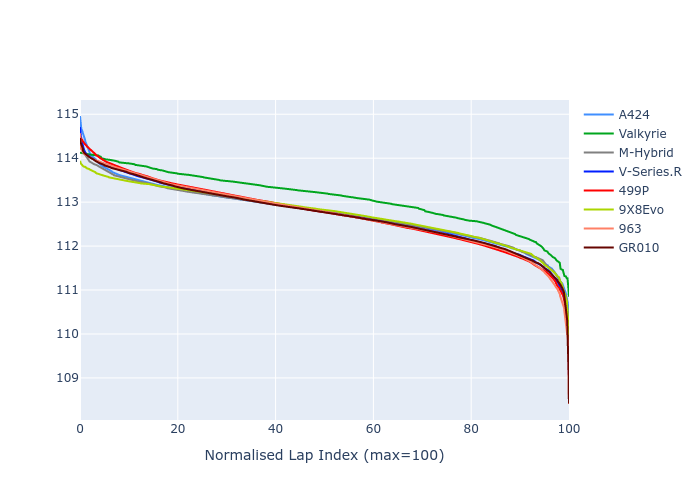 115
114
113
112
111
110
109
0 20 40 60 80 100
Normalised Lap Index (max=100)
A424
Valkyrie
M-Hybrid
V-Series.R
499P
9X8Evo
963
GR010